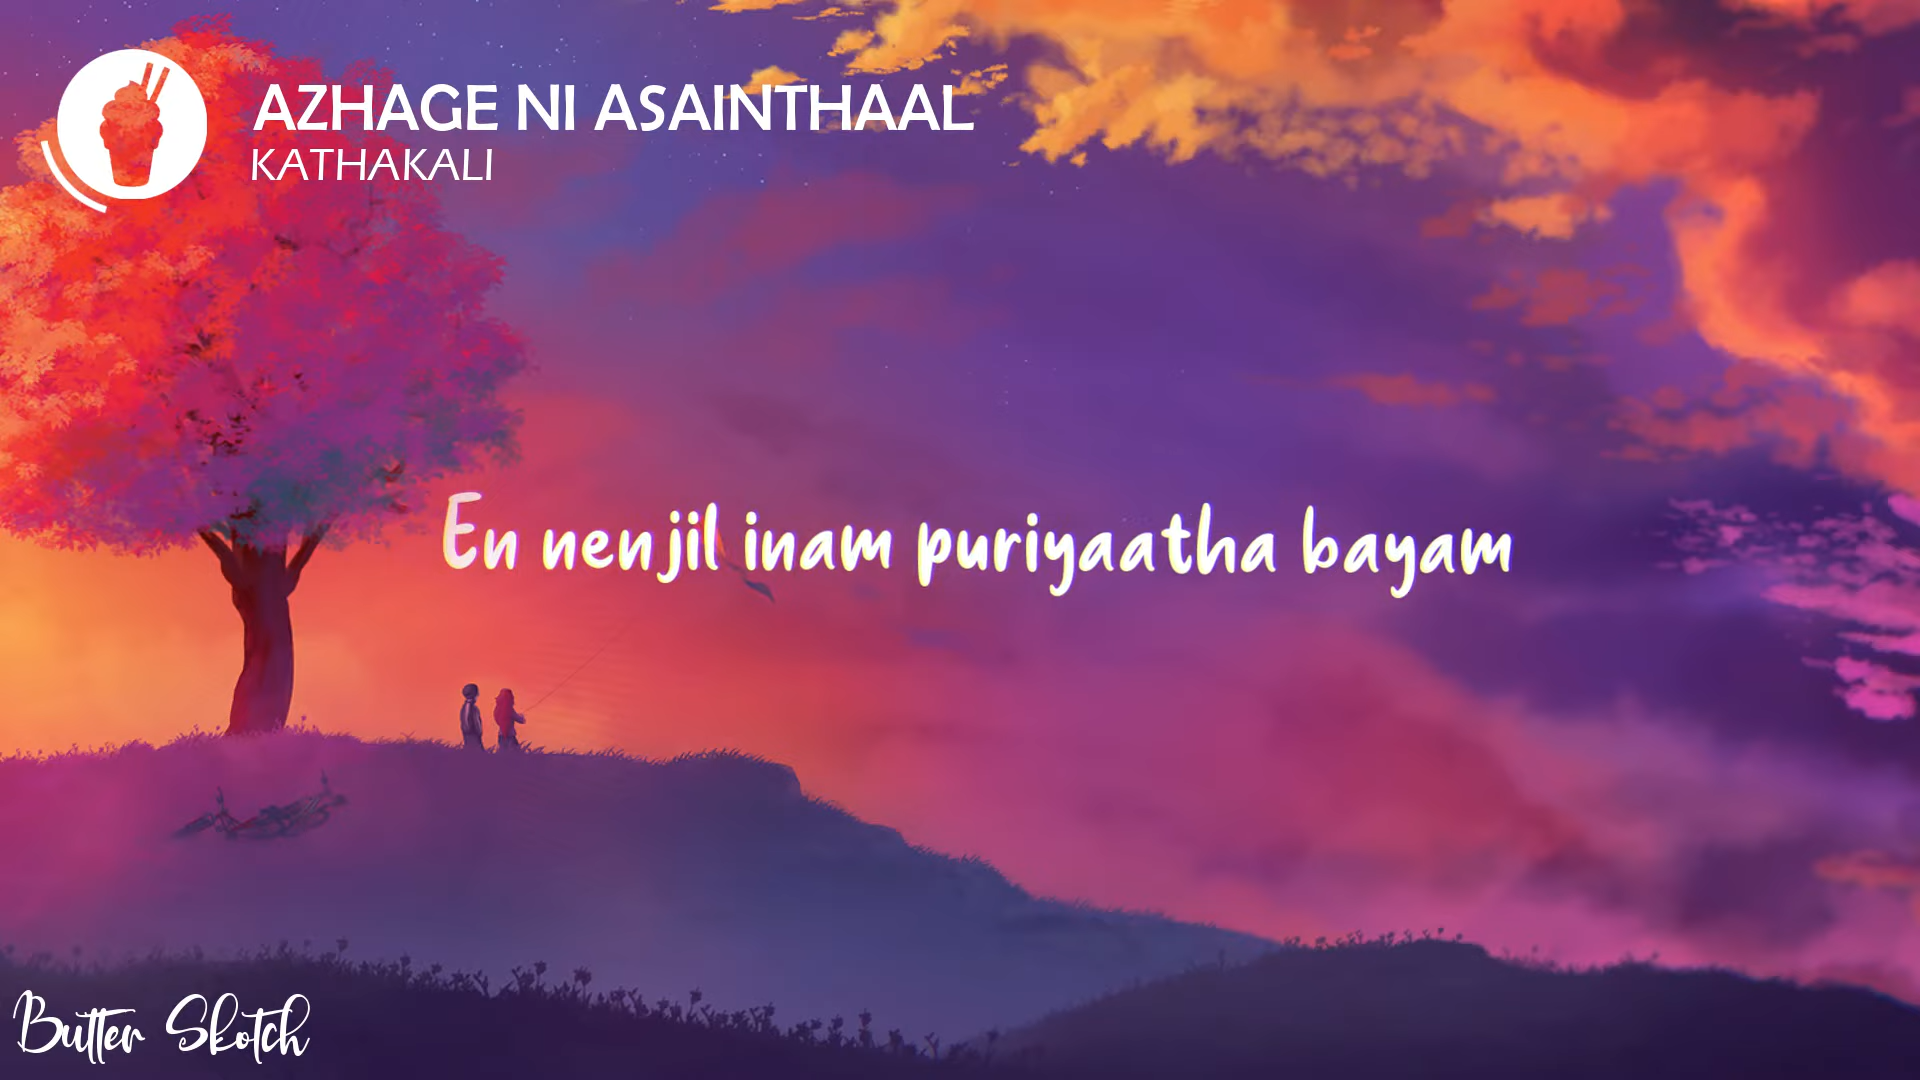 AZHAGE NI ASAINTHAAL
KATHAKALI
En nenjil inam puriyaatha bayam
Butter Skotch